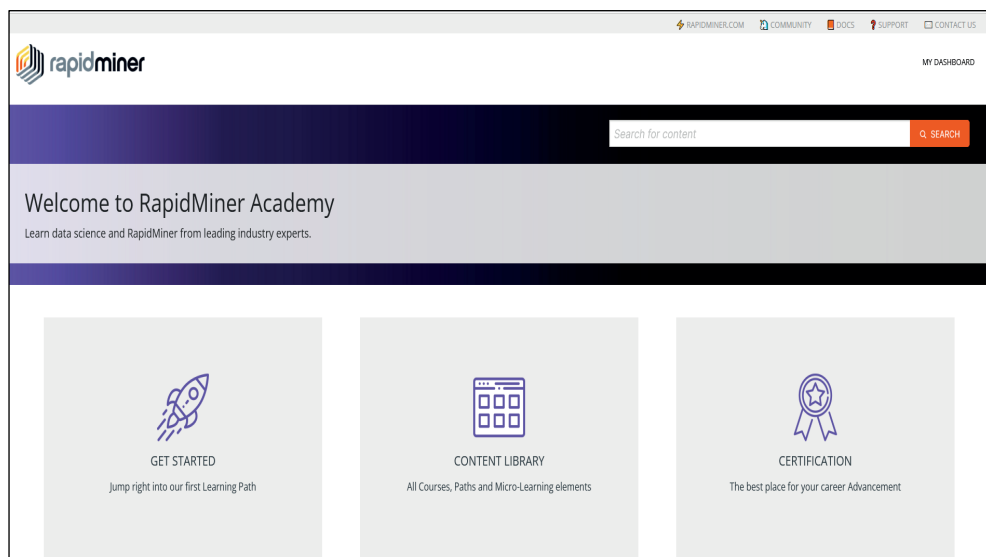 RAPIDMINER.COM COMMUNITY DOCS SUPPORT CONTACT US
rapidminer
MY DASHBOARD
Search for content
SEARCH
Welcome to RapidMiner Academy
Learn data science and RapidMiner from leading industry experts.
GET STARTED
Jump right into our first Learning Path
CONTENT LIBRARY
All Courses, Paths and Micro-Learning elements
CERTIFICATION
The best place for your career Advancement